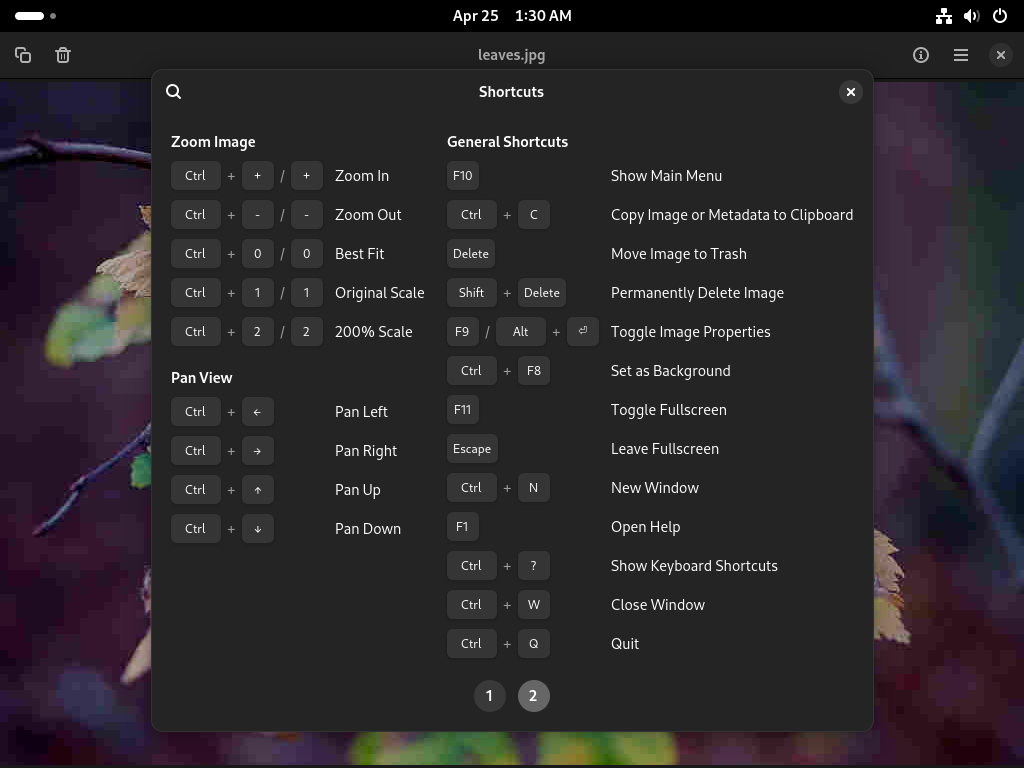 Apr 25 1:30 AM
leaves.jpg
Shortcuts
Zoom Image
Ctrl + + / + Zoom In
Ctrl + - / - Zoom Out
Ctrl + 0 / 0 Best Fit
Ctrl + 1 / 1 Original Scale
Ctrl + 2 / 2 200% Scale
Pan View
Ctrl + ← Pan Left
Ctrl + → Pan Right
Ctrl + ↑ Pan Up
Ctrl + ↓ Pan Down
General Shortcuts
F10 Show Main Menu
Ctrl + C Copy Image or Metadata to Clipboard
Delete Move Image to Trash
Shift + Delete Permanently Delete Image
F9 / Alt + ⏎ Toggle Image Properties
Ctrl + F8 Set as Background
F11 Toggle Fullscreen
Escape Leave Fullscreen
Ctrl + N New Window
F1 Open Help
Ctrl + ? Show Keyboard Shortcuts
Ctrl + W Close Window
Ctrl + Q Quit
1 2